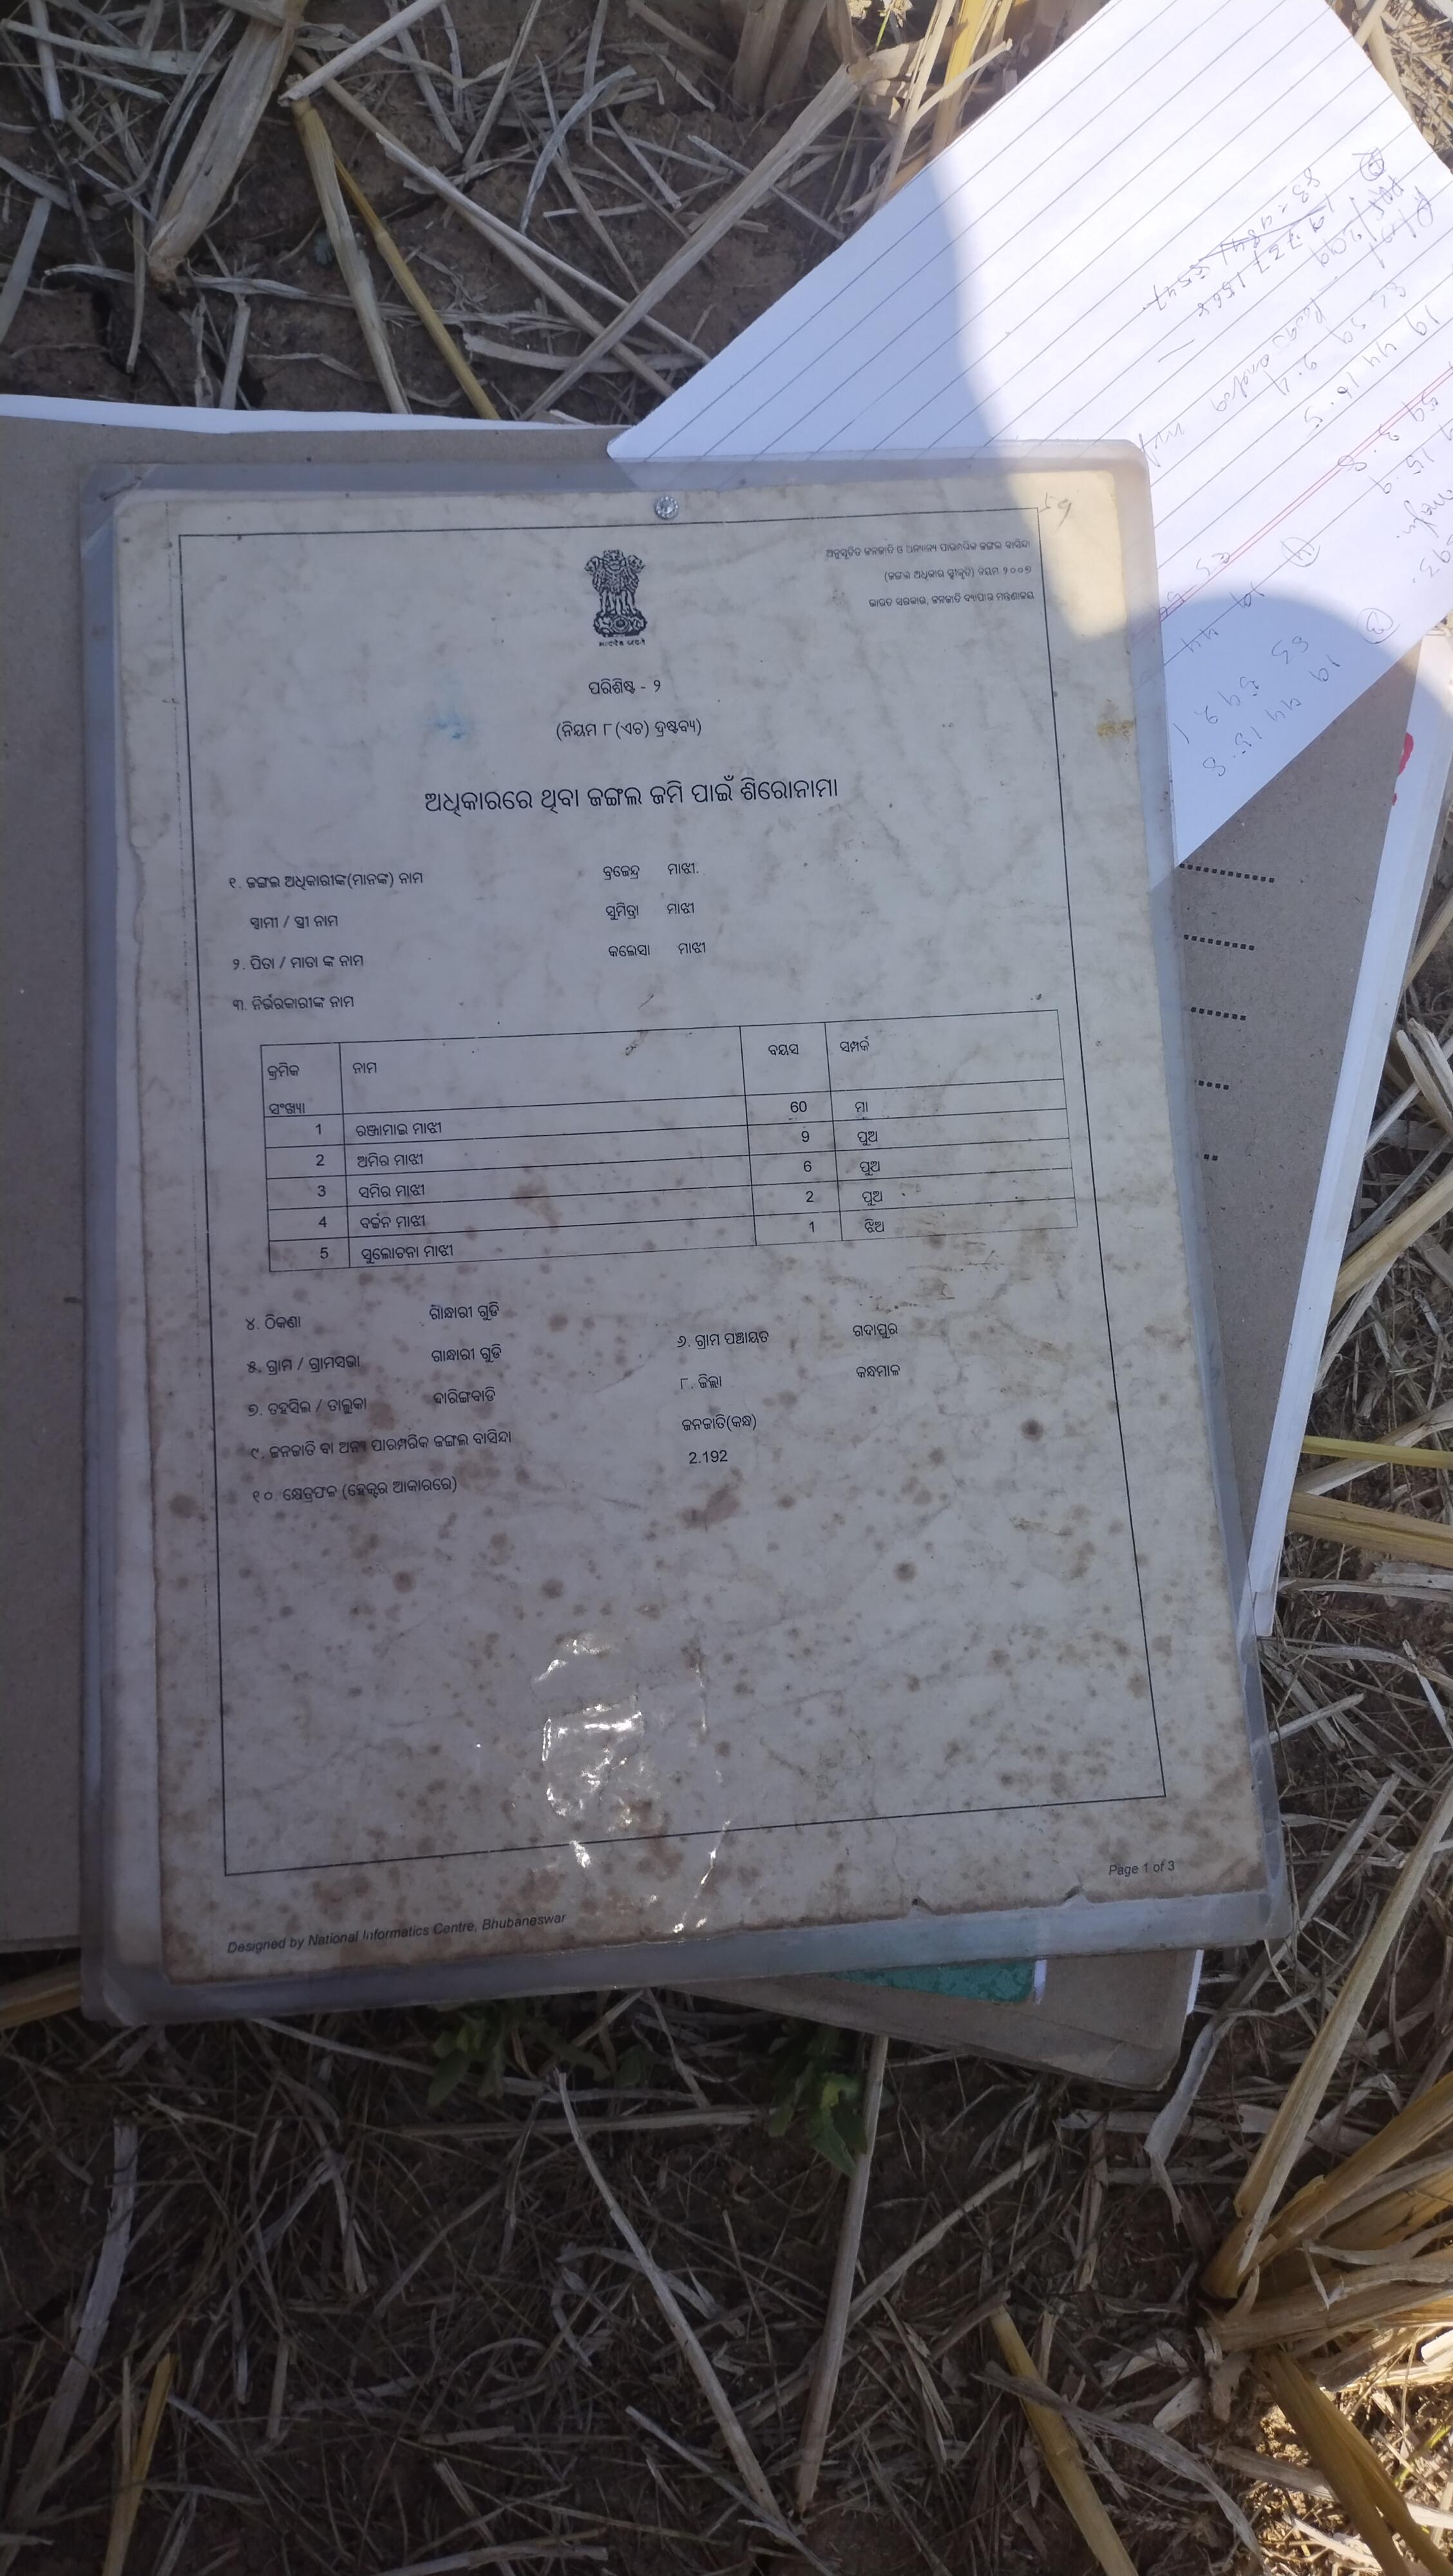 ଅନୁସୂଚିତ ଜନଜାତି ଓ ଅନ୍ୟାନ୍ୟ ପାରମ୍ପରିକ ଜଙ୍ଗଲ ବାସିନ୍ଦା
(ଜଙ୍ଗଲ ଅଧିକାର ସ୍ୱୀକୃତି) ନିୟମ ୨୦୦୭
ଭାରତ ସରକାର, ଜନଜାତି ବ୍ୟାପାର ମନ୍ତ୍ରଣାଳୟ
ପରିଶିଷ୍ଟ - ୨
(ନିୟମ ୮(ଏଚ) ଦ୍ରଷ୍ଟବ୍ୟ)
ଅଧିକାରରେ ଥିବା ଜଙ୍ଗଲ ଜମି ପାଇଁ ଶିରୋନାମା
୧. ଜଙ୍ଗଲ ଅଧିକାରୀଙ୍କ(ମାନଙ୍କ) ନାମ ବ୍ରଜେନ୍ଦ୍ର ମାଝୀ.
ସ୍ୱାମୀ / ସ୍ତ୍ରୀ ନାମ ସୁମିତ୍ରା ମାଝୀ
୨. ପିତା / ମାତା ଙ୍କ ନାମ କଲେସା ମାଝୀ
୩. ନିର୍ଭରକାରୀଙ୍କ ନାମ
କ୍ରମିକ ସଂଖ୍ୟା ନାମ ବୟସ ସମ୍ପର୍କ
1 ରଞ୍ଜାମାଇ ମାଝୀ 60 ମା
2 ଅମିର ମାଝୀ 9 ପୁଅ
3 ସମିର ମାଝୀ 6 ପୁଅ
4 ବର୍ଚ୍ଚନ ମାଝୀ 2 ପୁଅ
5 ସୁଲୋଚନା ମାଝୀ 1 ଝିଅ
୪. ଠିକଣା ଗାନ୍ଧାରୀ ଗୁଡି
୫. ଗ୍ରାମ / ଗ୍ରାମସଭା ଗାନ୍ଧାରୀ ଗୁଡି ୬. ଗ୍ରାମ ପଞ୍ଚାୟତ ଗଦାପୁର
୭. ତହସିଲ / ତାଲୁକା ଦାରିଙ୍ଗବାଡି ୮. ଜିଲ୍ଲା କନ୍ଧମାଳ
୯. ଜନଜାତି ବା ଅନ୍ୟ ପାରମ୍ପରିକ ଜଙ୍ଗଲ ବାସିନ୍ଦା ଜନଜାତି(କନ୍ଧ)
୧୦. କ୍ଷେତ୍ରଫଳ (ହେକ୍ଟର ଆକାରରେ) 2.192
Page 1 of 3
Designed by National Informatics Centre, Bhubaneswar